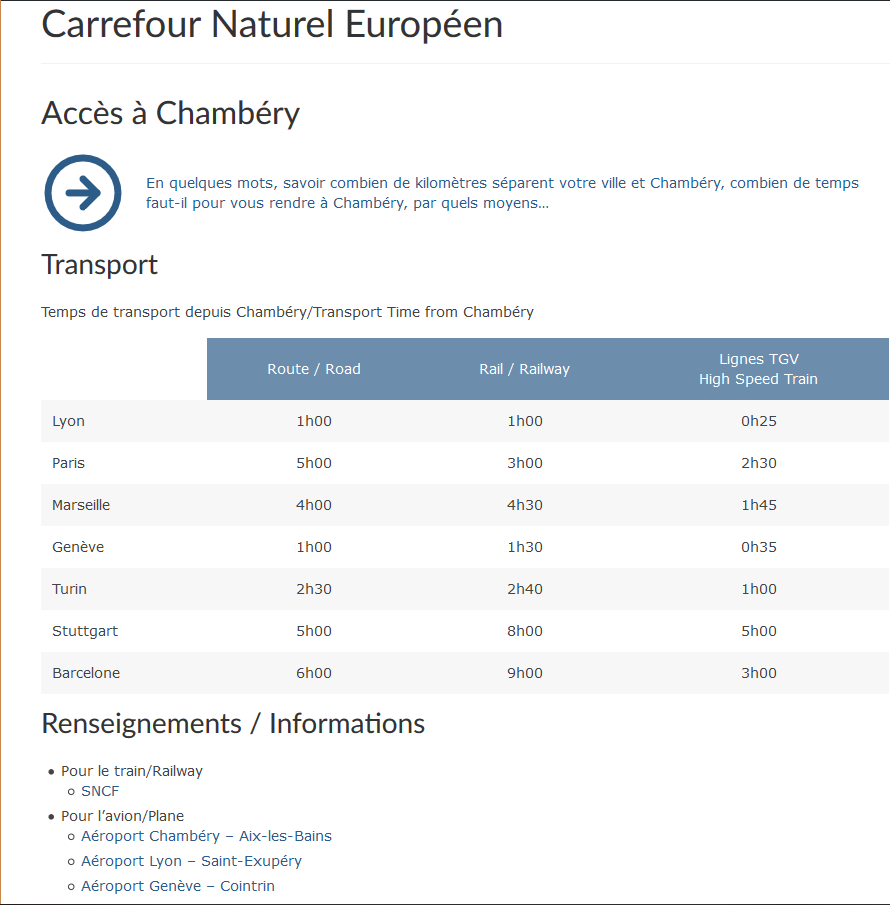 Carrefour Naturel Européen
Accès à Chambéry
En quelques mots, savoir combien de kilomètres séparent votre ville et Chambéry, combien de temps
faut-il pour vous rendre à Chambéry, par quels moyens…
Transport
Temps de transport depuis Chambéry/Transport Time from Chambéry
Route / Road Rail / Railway Lignes TGV
High Speed Train
Lyon 1h00 1h00 0h25
Paris 5h00 3h00 2h30
Marseille 4h00 4h30 1h45
Genève 1h00 1h30 0h35
Turin 2h30 2h40 1h00
Stuttgart 5h00 8h00 5h00
Barcelone 6h00 9h00 3h00
Renseignements / Informations
Pour le train/Railway
SNCF
Pour l’avion/Plane
Aéroport Chambéry – Aix-les-Bains
Aéroport Lyon – Saint-Exupéry
Aéroport Genève – Cointrin